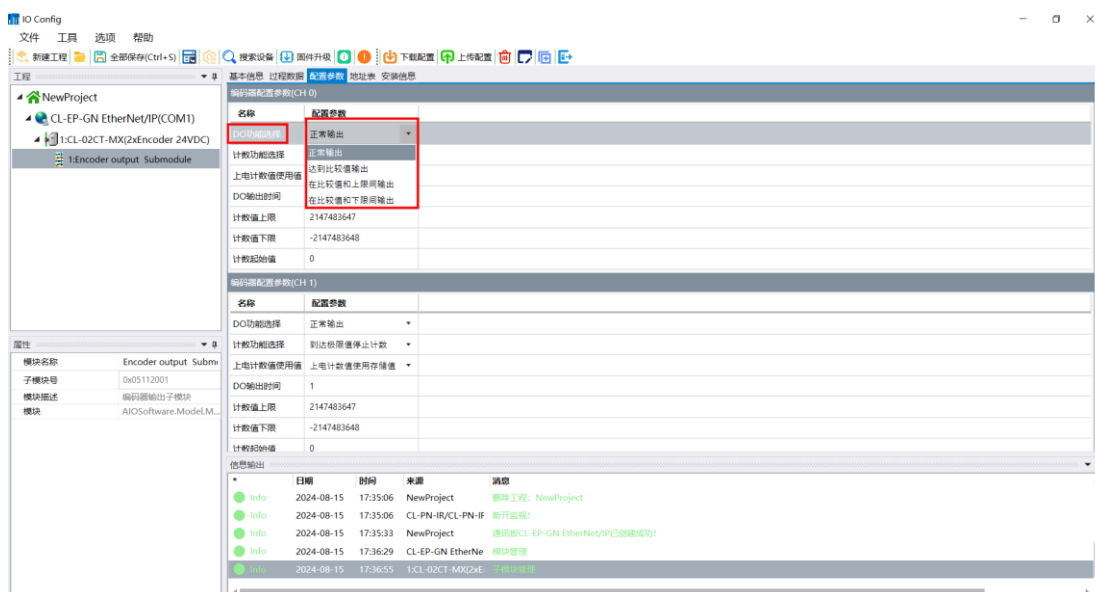 IO Config
文件 工具 选项 帮助
新建工程 全部保存(Ctrl+S) 搜索设备 固件升级 下载配置 上传配置
工程
NewProject
CL-EP-GN EtherNet/IP(COM1)
1:CL-02CT-MX(2xEncoder 24VDC)
1:Encoder output Submodule
属性
模块名称 Encoder output Subm
子模块号 0x05112001
模块描述 编码器输出子模块
模块 AIOSoftware.Model.M...
基本信息 过程数据 配置参数 地址表 安装信息
编码器配置参数(CH 0)
名称 配置参数
DO功能选择 正常输出
计数功能选择 正常输出
达到比较值输出
上电计数值使用值 在比较值和上限间输出
DO输出时间 在比较值和下限间输出
计数值上限 2147483647
计数值下限 -2147483648
计数起始值 0
编码器配置参数(CH 1)
名称 配置参数
DO功能选择 正常输出
计数功能选择 到达极限值停止计数
上电计数值使用值 上电计数值使用存储值
DO输出时间 1
计数值上限 2147483647
计数值下限 -2147483648
计数起始值 0
信息输出
* 日期 时间 来源 消息
Info 2024-08-15 17:35:06 NewProject 删除工程: NewProject
Info 2024-08-15 17:35:06 CL-PN-IR/CL-PN-IF 断开监视!
Info 2024-08-15 17:35:33 NewProject 通讯板CL-EP-GN EtherNet/IP已创建成功!
Info 2024-08-15 17:36:29 CL-EP-GN EtherNe 模块管理
Info 2024-08-15 17:36:55 1:CL-02CT-MX(2xE 子模块管理